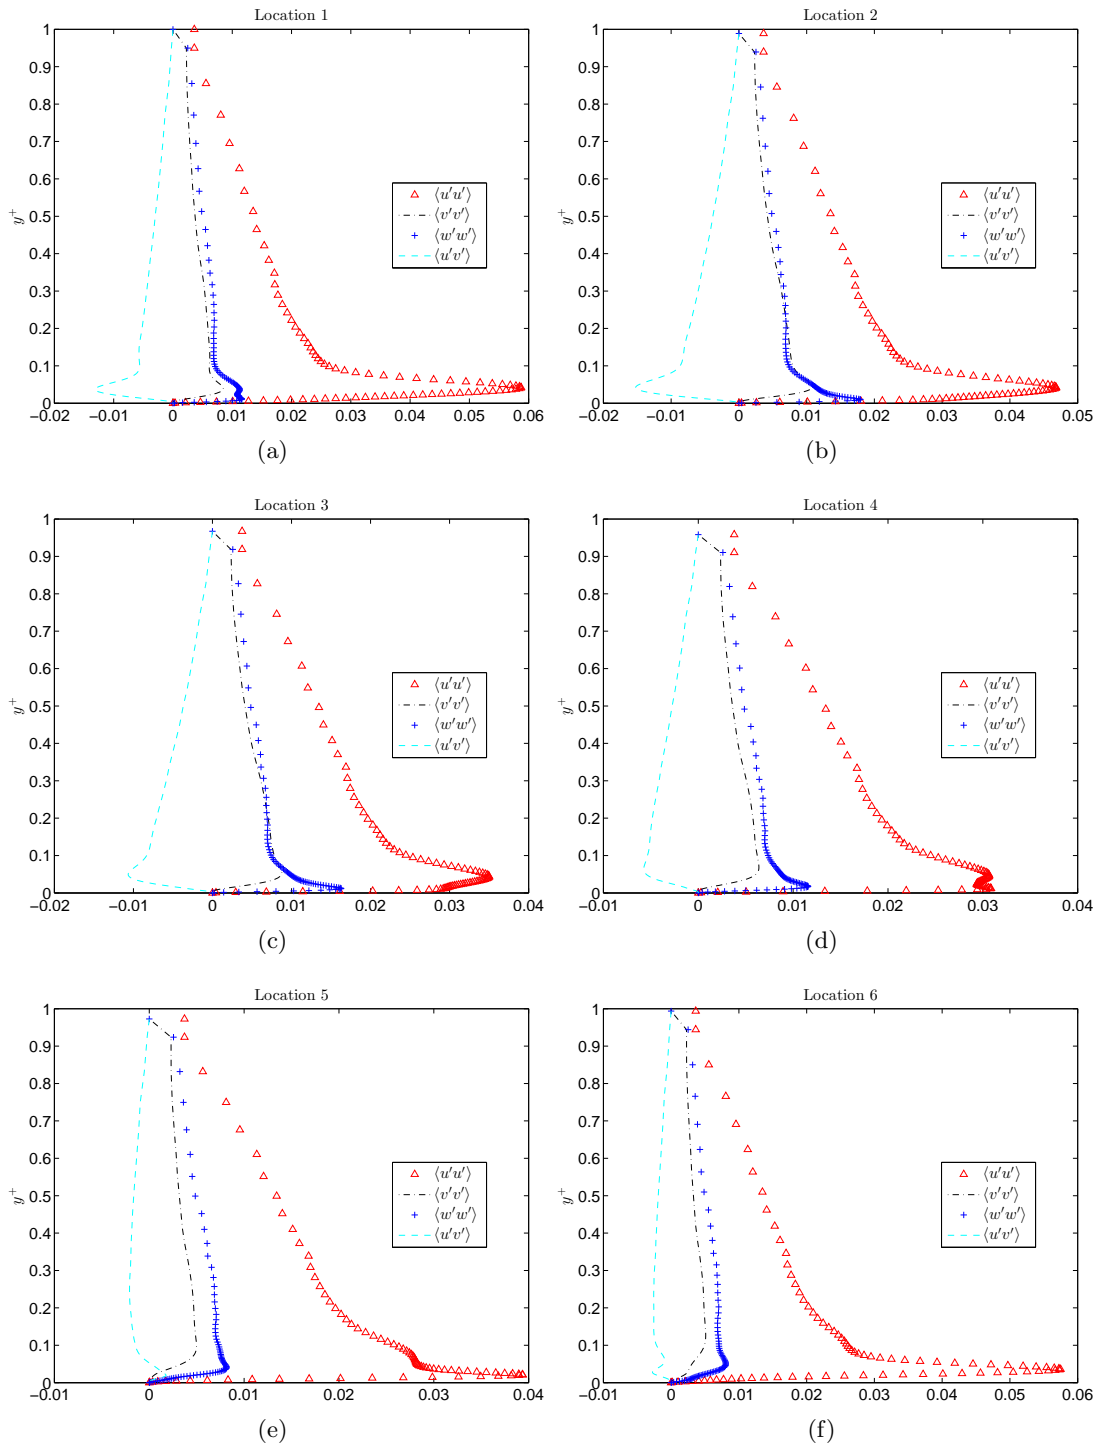 Location 1
1
0.9
0.8
0.7
0.6
0.5
0.4
0.3
0.2
0.1
0
y⁺
⟨u′u′⟩
⟨v′v′⟩
⟨w′w′⟩
⟨u′v′⟩
−0.02 −0.01 0 0.01 0.02 0.03 0.04 0.05 0.06
(a)
Location 2
1
0.9
0.8
0.7
0.6
0.5
0.4
0.3
0.2
0.1
0
y⁺
⟨u′u′⟩
⟨v′v′⟩
⟨w′w′⟩
⟨u′v′⟩
−0.02 −0.01 0 0.01 0.02 0.03 0.04 0.05
(b)
Location 3
1
0.9
0.8
0.7
0.6
0.5
0.4
0.3
0.2
0.1
0
y⁺
⟨u′u′⟩
⟨v′v′⟩
⟨w′w′⟩
⟨u′v′⟩
−0.02 −0.01 0 0.01 0.02 0.03 0.04
(c)
Location 4
1
0.9
0.8
0.7
0.6
0.5
0.4
0.3
0.2
0.1
0
y⁺
⟨u′u′⟩
⟨v′v′⟩
⟨w′w′⟩
⟨u′v′⟩
−0.01 0 0.01 0.02 0.03 0.04
(d)
Location 5
1
0.9
0.8
0.7
0.6
0.5
0.4
0.3
0.2
0.1
0
y⁺
⟨u′u′⟩
⟨v′v′⟩
⟨w′w′⟩
⟨u′v′⟩
−0.01 0 0.01 0.02 0.03 0.04
(e)
Location 6
1
0.9
0.8
0.7
0.6
0.5
0.4
0.3
0.2
0.1
0
y⁺
⟨u′u′⟩
⟨v′v′⟩
⟨w′w′⟩
⟨u′v′⟩
−0.01 0 0.01 0.02 0.03 0.04 0.05 0.06
(f)